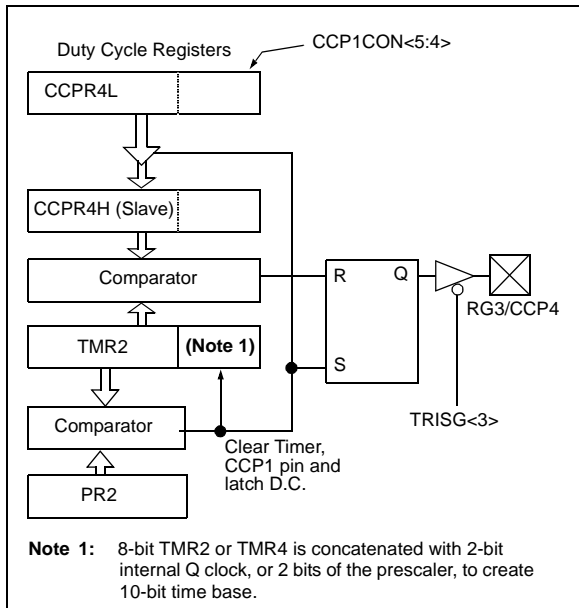 Duty Cycle Registers
CCP1CON<5:4>
CCPR4L
CCPR4H (Slave)
Comparator
R
Q
RG3/CCP4
TMR2
(Note 1)
S
TRISG<3>
Comparator
Clear Timer,
CCP1 pin and
latch D.C.
PR2
Note 1: 8-bit TMR2 or TMR4 is concatenated with 2-bit
internal Q clock, or 2 bits of the prescaler, to create
10-bit time base.